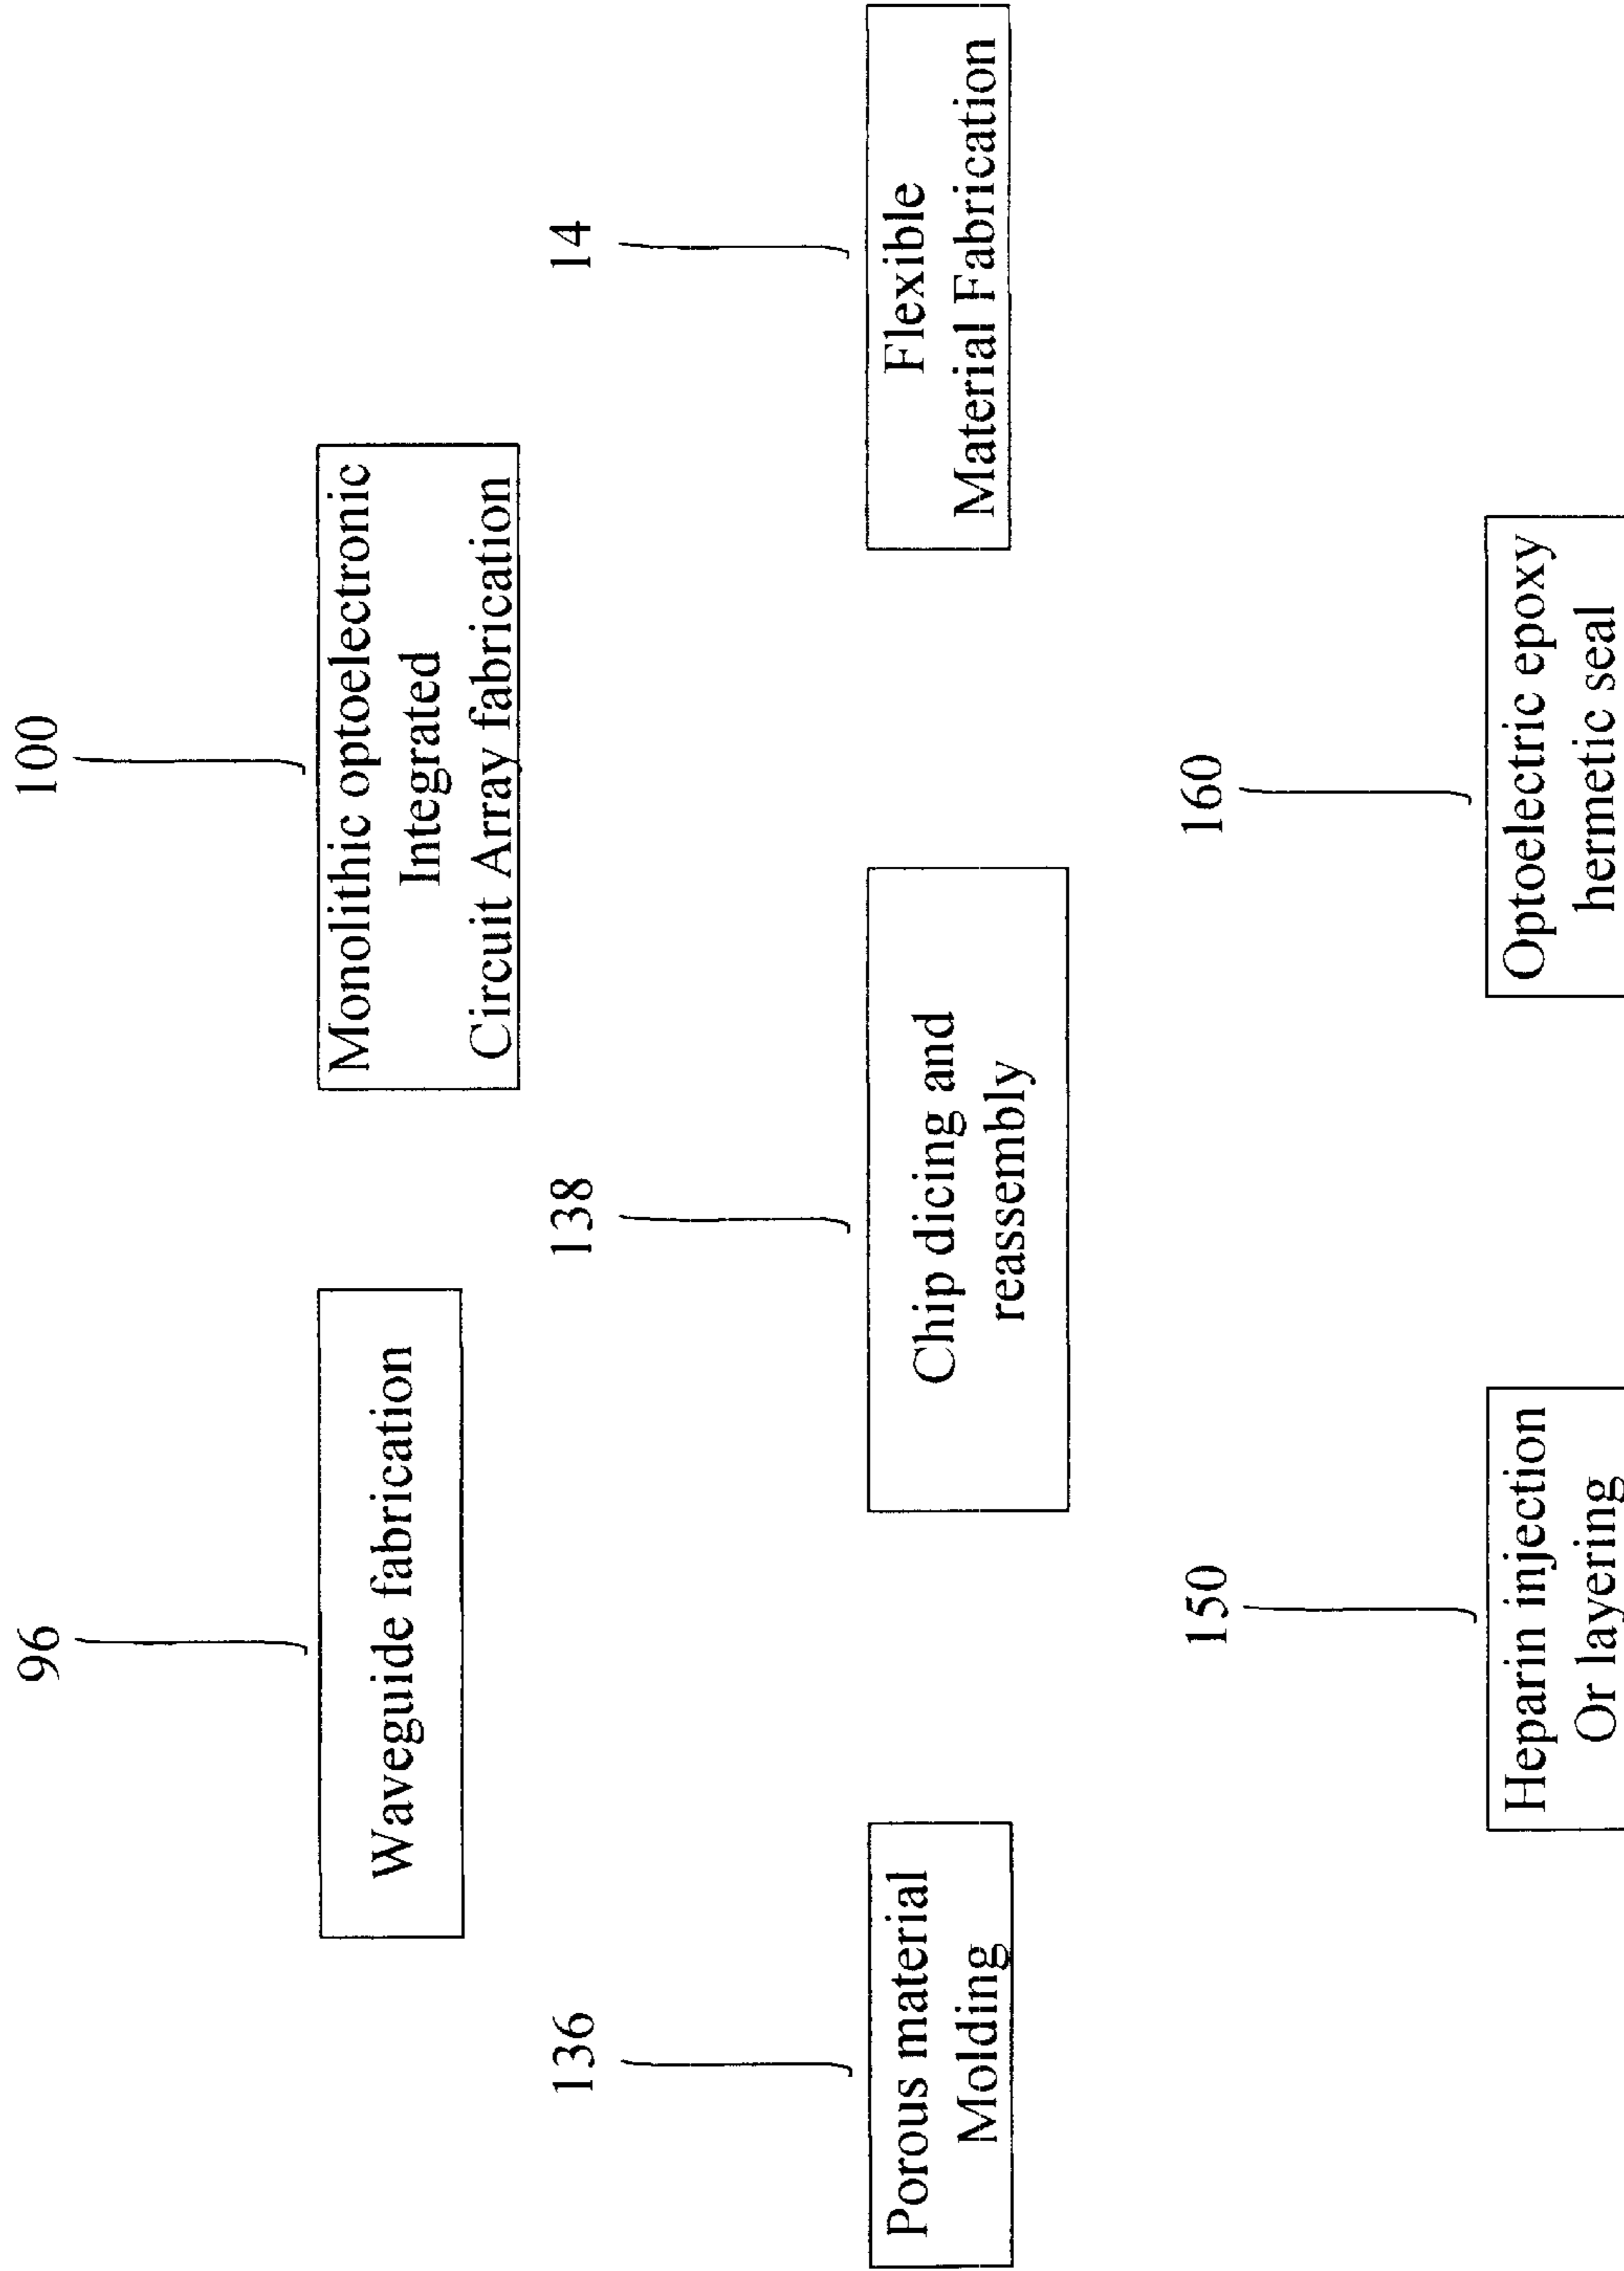 96
100
Waveguide fabrication
Monolithic optoelectronic
Integrated
Circuit Array fabrication
136
138
14
Porous material
Molding
Chip dicing and
reassembly
Flexible
Material Fabrication
150
160
Heparin injection
Or layering
Optoelectric epoxy
hermetic seal